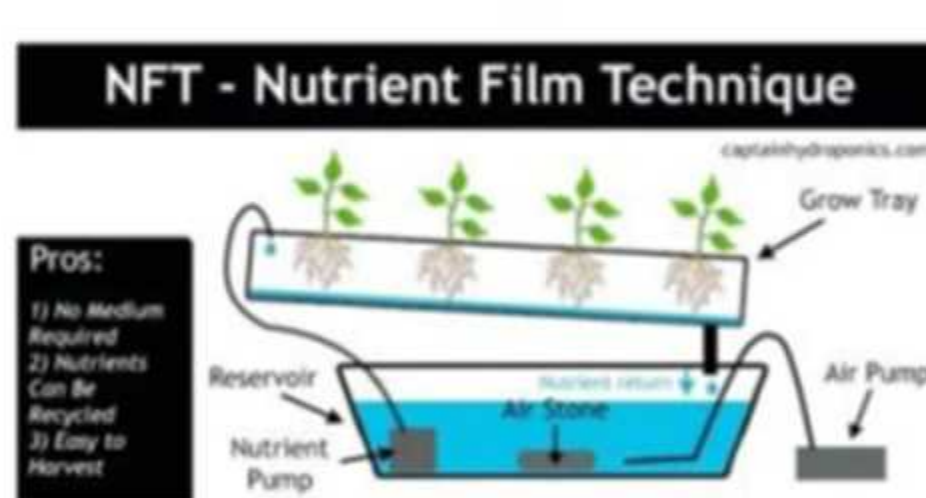 NFT - Nutrient Film Technique
captainhydroponics.com
Grow Tray
Pros:
1) No Medium
Required
2) Nutrients
Can Be
Recycled
3) Easy to
Harvest
Reservoir
Nutrient return
Air Pump
Air Stone
Nutrient
Pump